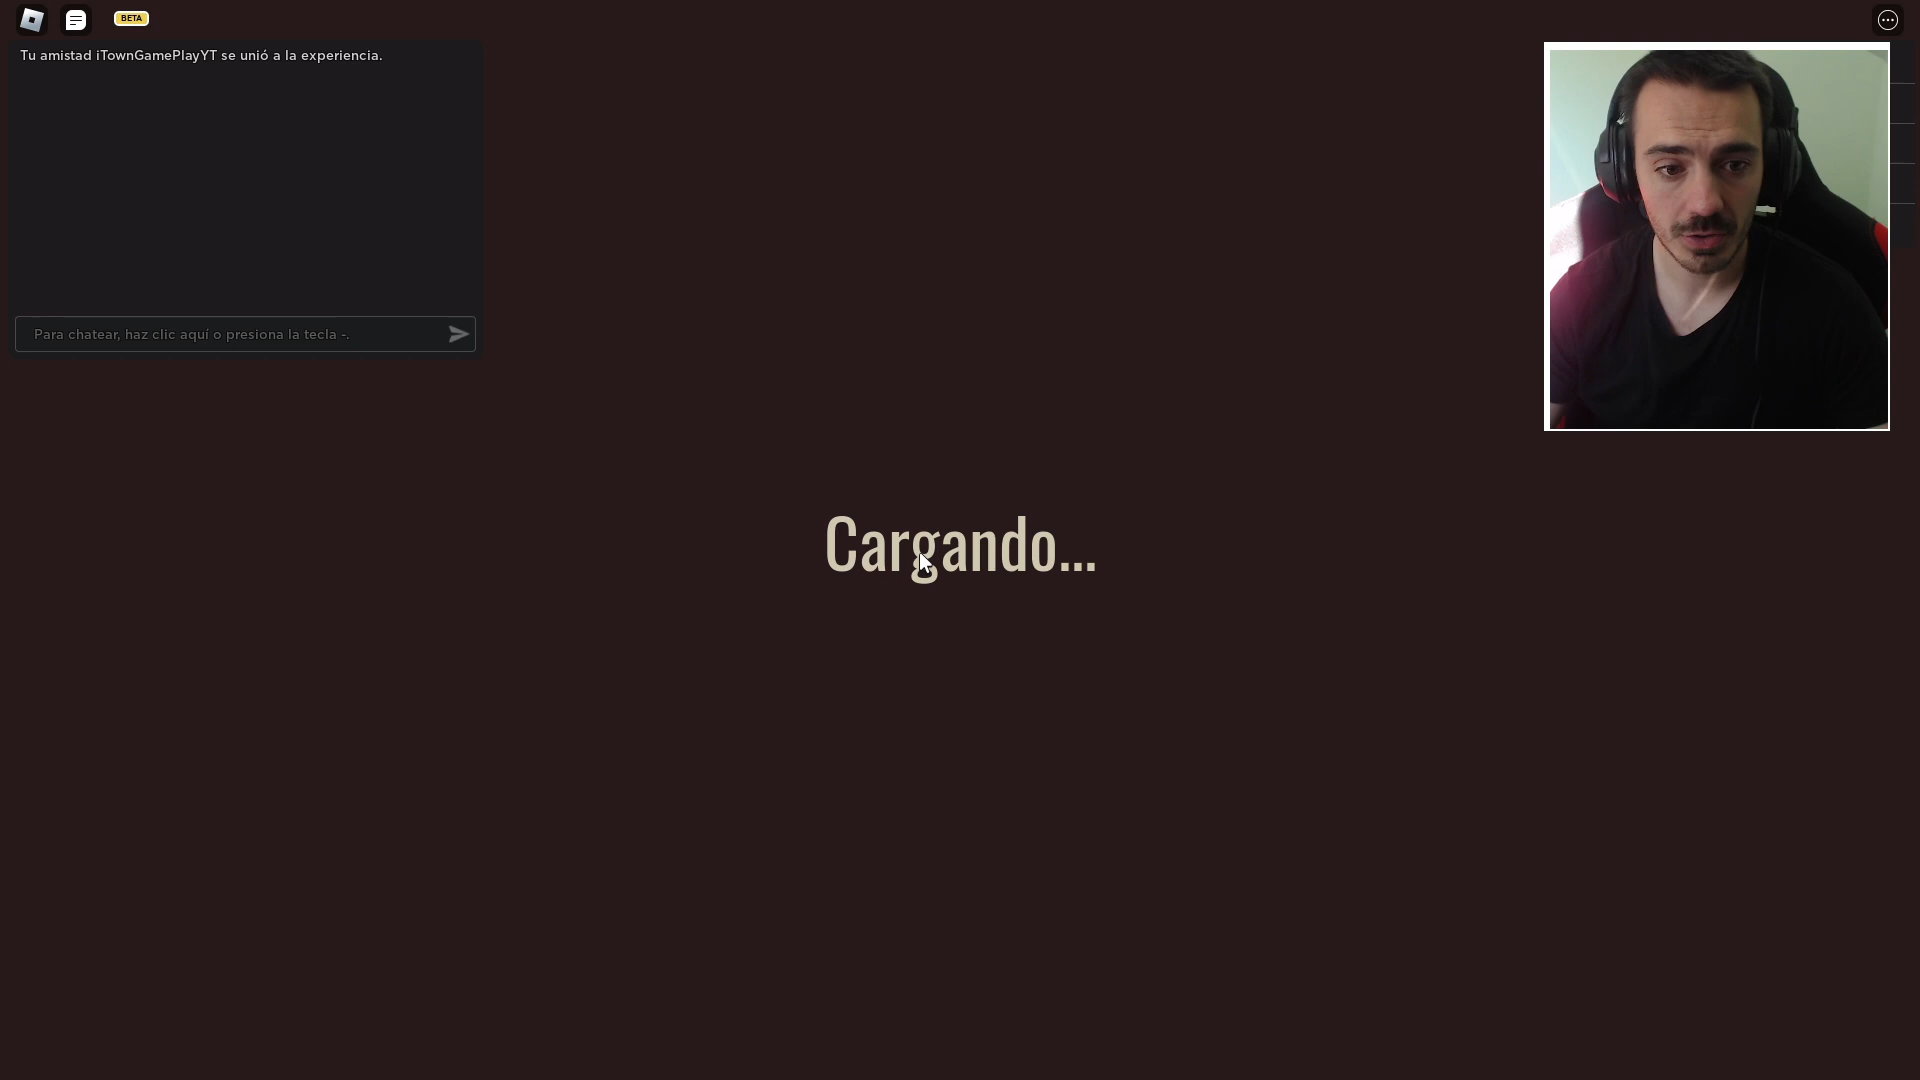 BETA
Tu amistad iTownGamePlayYT se unió a la experiencia.
Para chatear, haz clic aquí o presiona la tecla -.
Cargando...